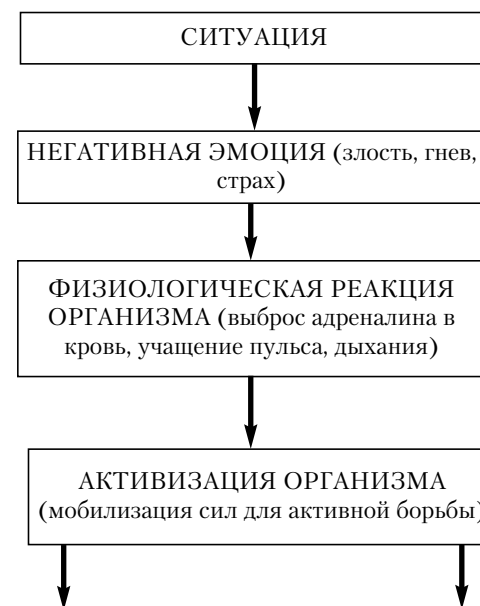 СИТУАЦИЯ
НЕГАТИВНАЯ ЭМОЦИЯ (злость, гнев,
страх)
ФИЗИОЛОГИЧЕСКАЯ РЕАКЦИЯ
ОРГАНИЗМА (выброс адреналина в
кровь, учащение пульса, дыхания)
АКТИВИЗАЦИЯ ОРГАНИЗМА
(мобилизация сил для активной борьбы)